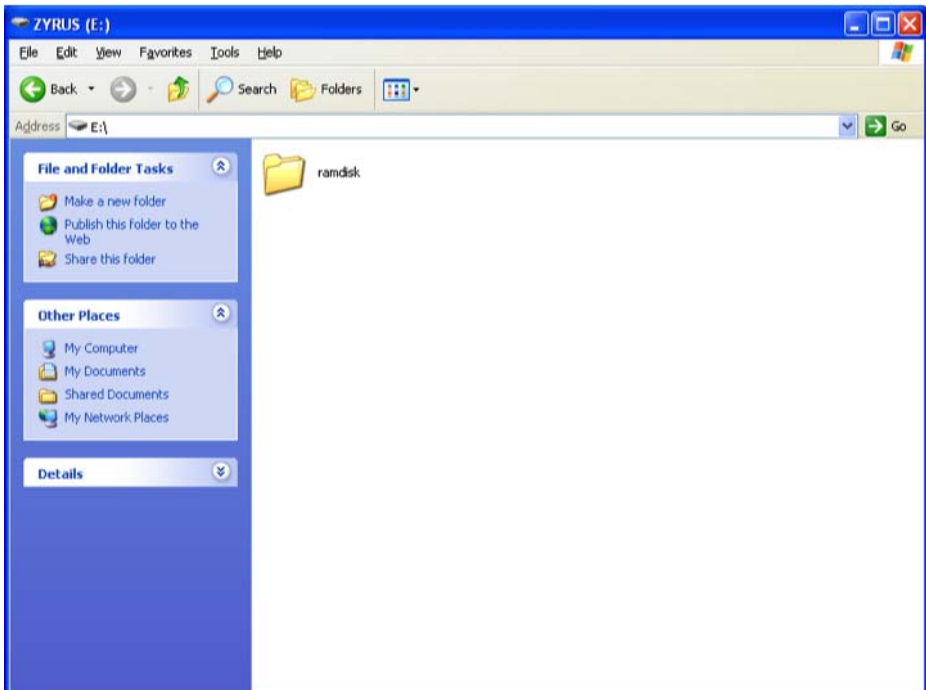 ZYRUS (E:)
File Edit View Favorites Tools Help
Back Search Folders
Address E:\ Go
File and Folder Tasks
Make a new folder
Publish this folder to the
Web
Share this folder
ramdisk
Other Places
My Computer
My Documents
Shared Documents
My Network Places
Details